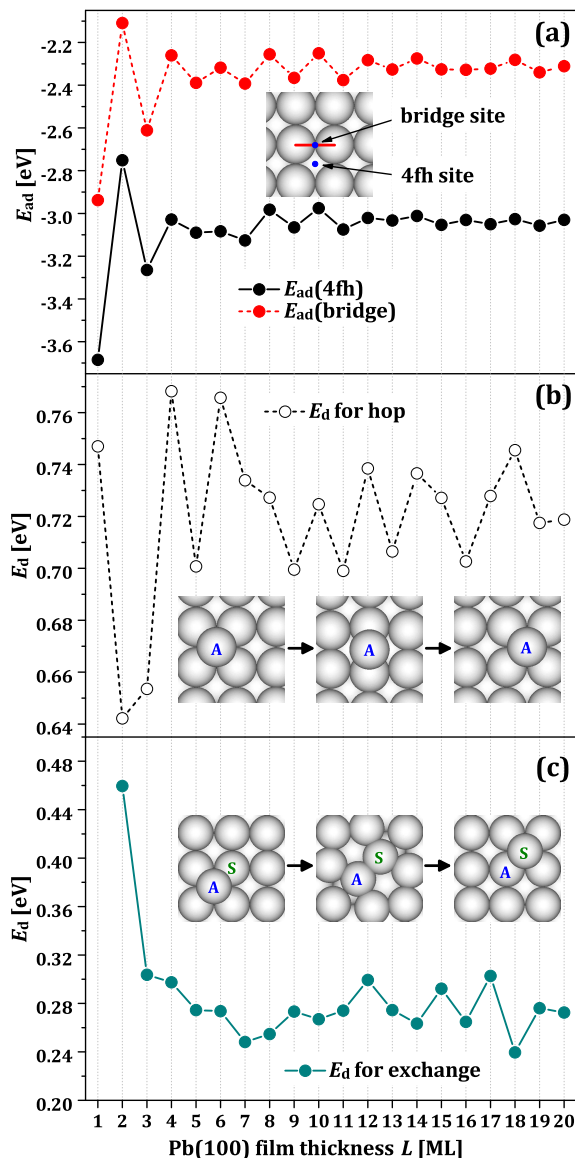 (a)
-2.2
-2.4
-2.6
-2.8
-3.0
-3.2
-3.4
-3.6
Ead [eV]
bridge site
4fh site
Ead(4fh)
Ead(bridge)
(b)
0.76
0.74
0.72
0.70
0.68
0.66
0.64
Ed [eV]
Ed for hop
A A A
(c)
0.48
0.44
0.40
0.36
0.32
0.28
0.24
0.20
Ed [eV]
S S S
A A A
Ed for exchange
1 2 3 4 5 6 7 8 9 10 11 12 13 14 15 16 17 18 19 20
Pb(100) film thickness L [ML]